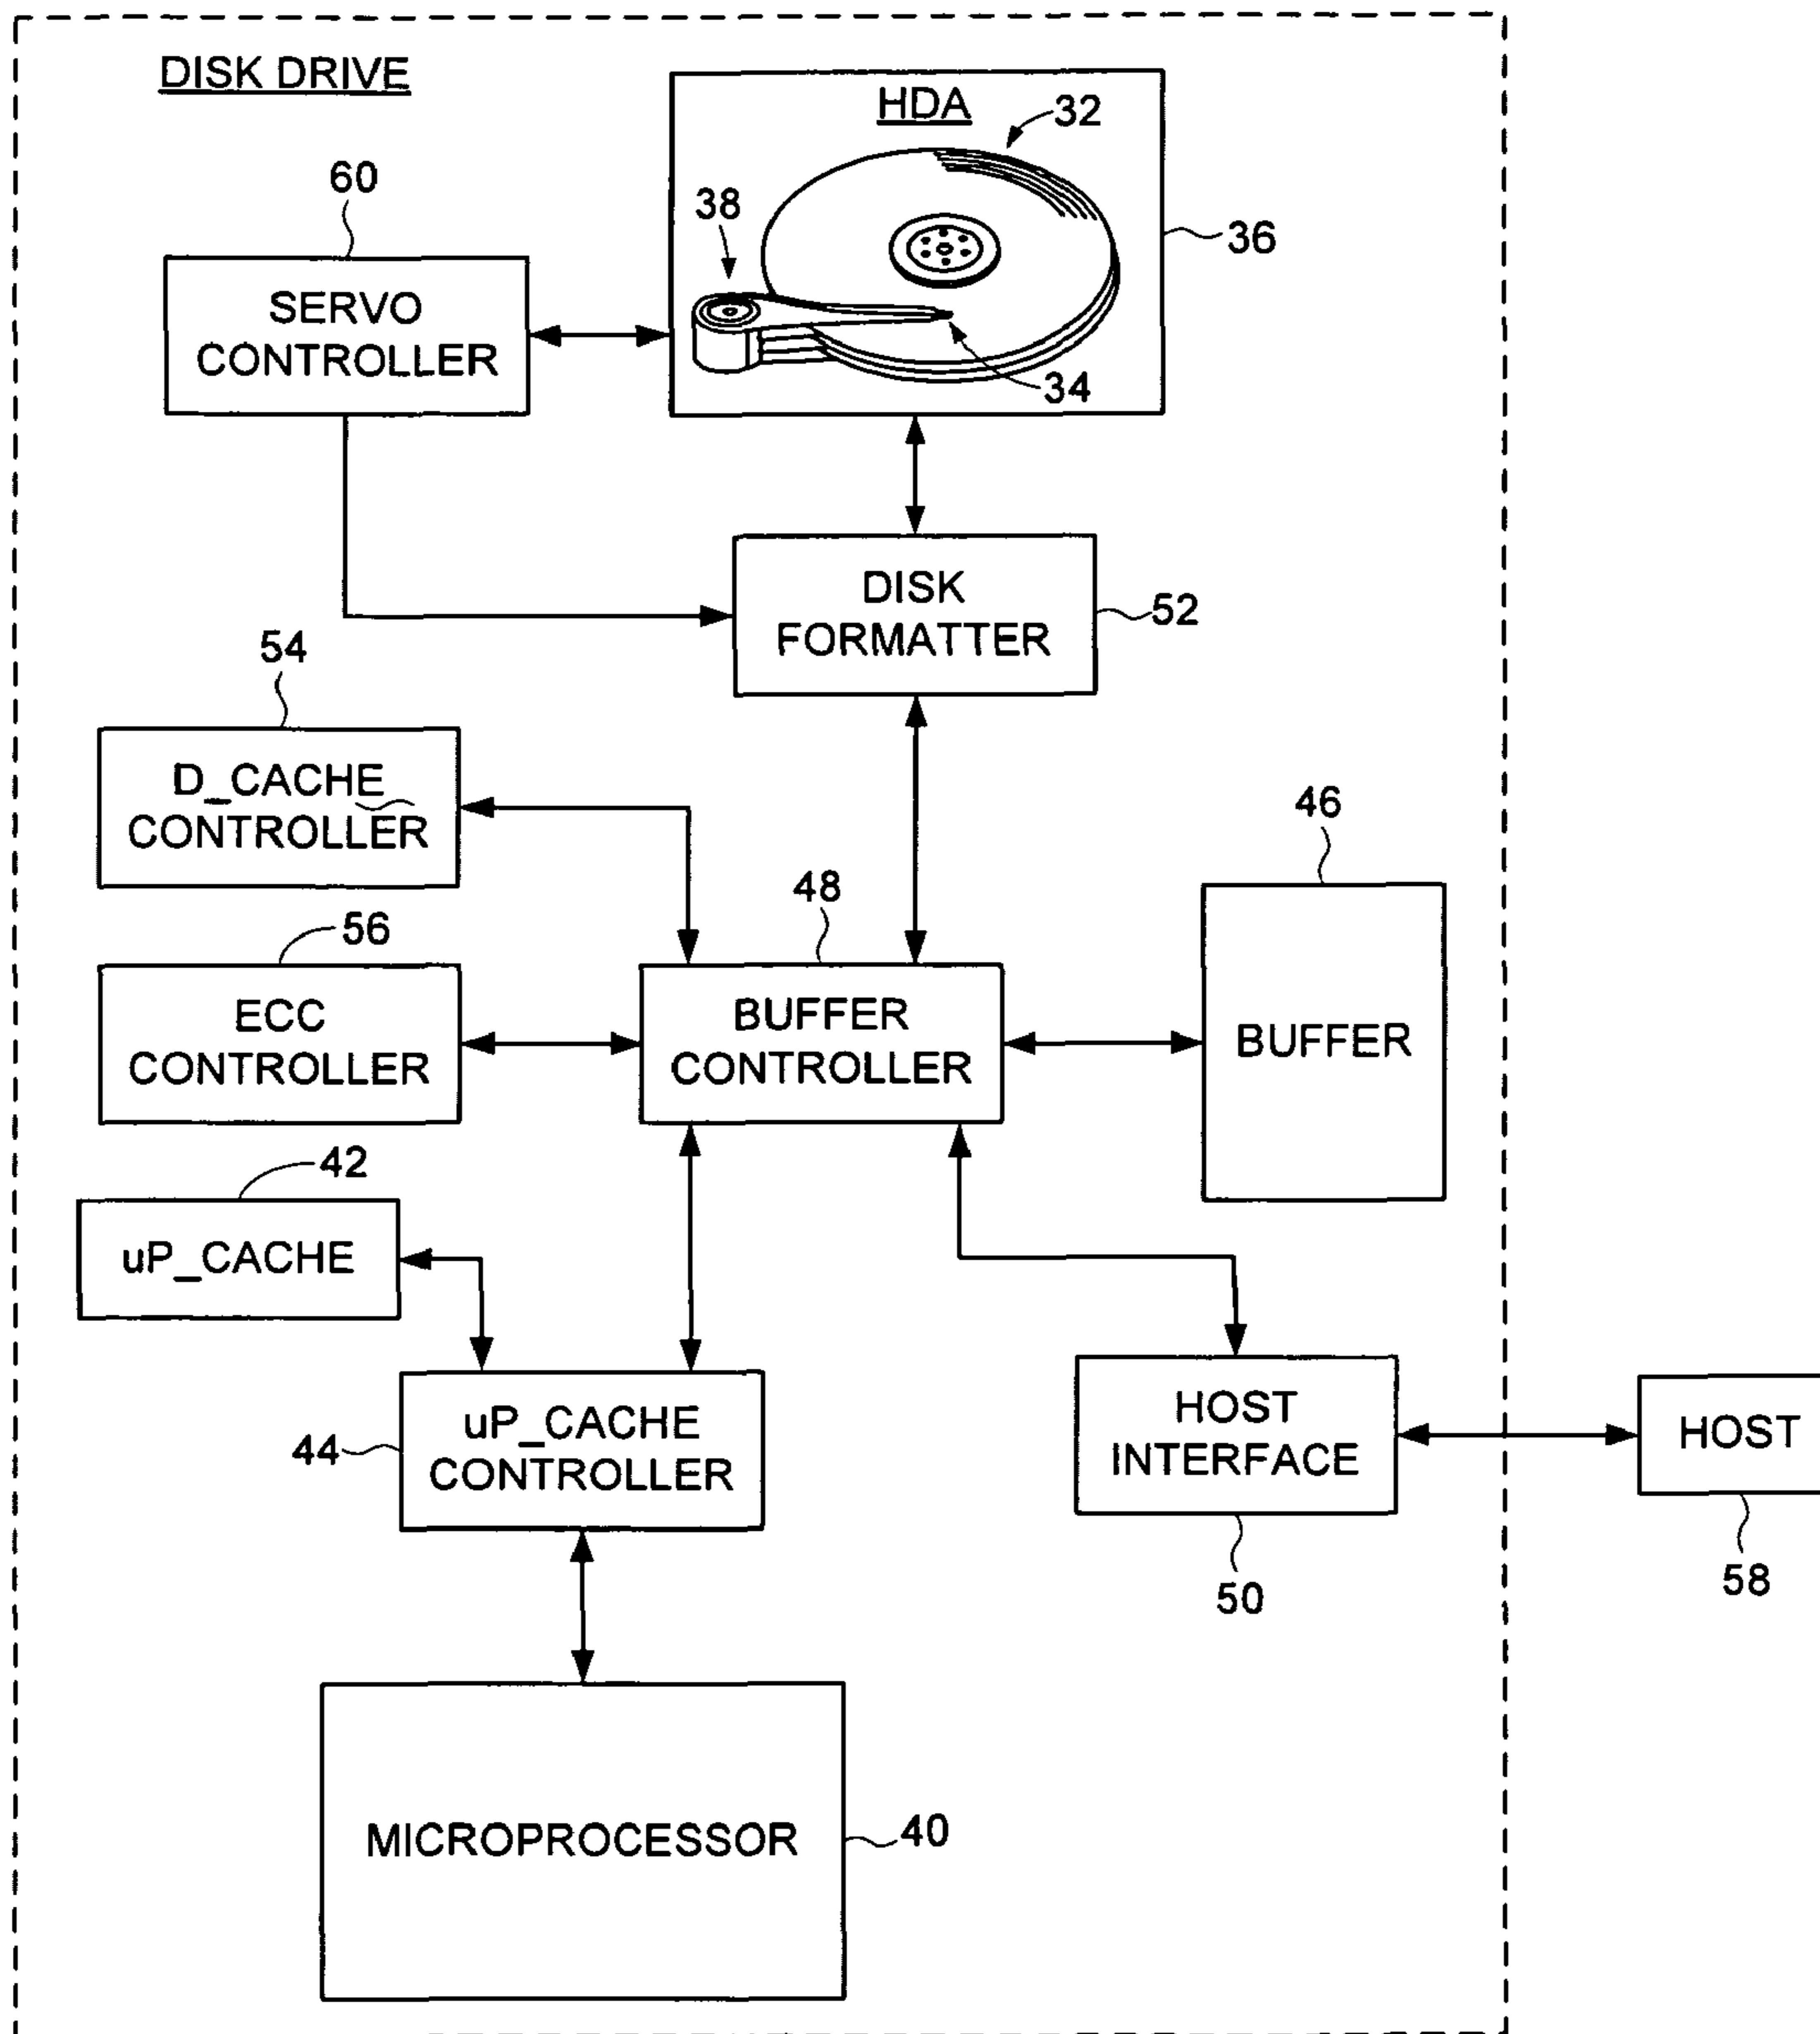 DISK DRIVE
HDA
32
38
36
34
60
SERVO
CONTROLLER
DISK
FORMATTER
52
54
D_CACHE
CONTROLLER
46
BUFFER
48
BUFFER
CONTROLLER
56
ECC
CONTROLLER
42
uP_CACHE
44
uP_CACHE
CONTROLLER
HOST
INTERFACE
50
HOST
58
MICROPROCESSOR
40